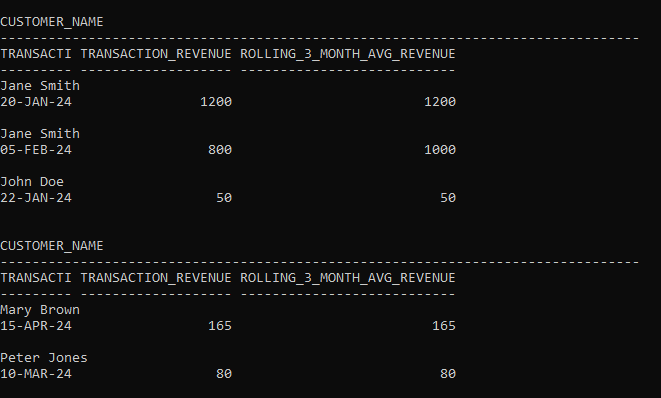 CUSTOMER_NAME
--------------------------------------------------------------------------------
TRANSACTI TRANSACTION_REVENUE ROLLING_3_MONTH_AVG_REVENUE
--------- ------------------- ---------------------------
Jane Smith
20-JAN-24                1200                        1200
Jane Smith
05-FEB-24                 800                        1000
John Doe
22-JAN-24                  50                          50
CUSTOMER_NAME
--------------------------------------------------------------------------------
TRANSACTI TRANSACTION_REVENUE ROLLING_3_MONTH_AVG_REVENUE
--------- ------------------- ---------------------------
Mary Brown
15-APR-24                 165                         165
Peter Jones
10-MAR-24                  80                          80